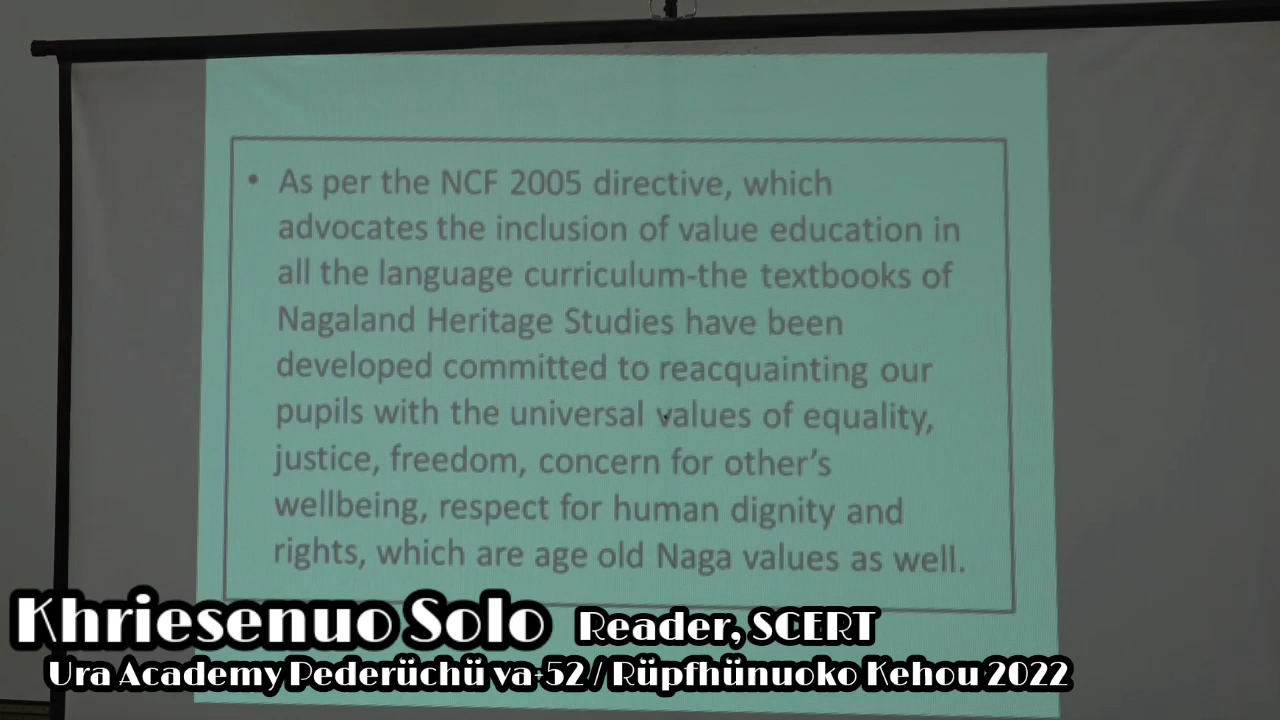 • As per the NCF 2005 directive, which
advocates the inclusion of value education in
all the language curriculum-the textbooks of
Nagaland Heritage Studies have been
developed committed to reacquainting our
pupils with the universal values of equality,
justice, freedom, concern for other’s
wellbeing, respect for human dignity and
rights, which are age old Naga values as well.
Khriesenuo Solo Reader, SCERT
Ura Academy Pederüchü va-52 / Rüpfhünuoko Kehou 2022